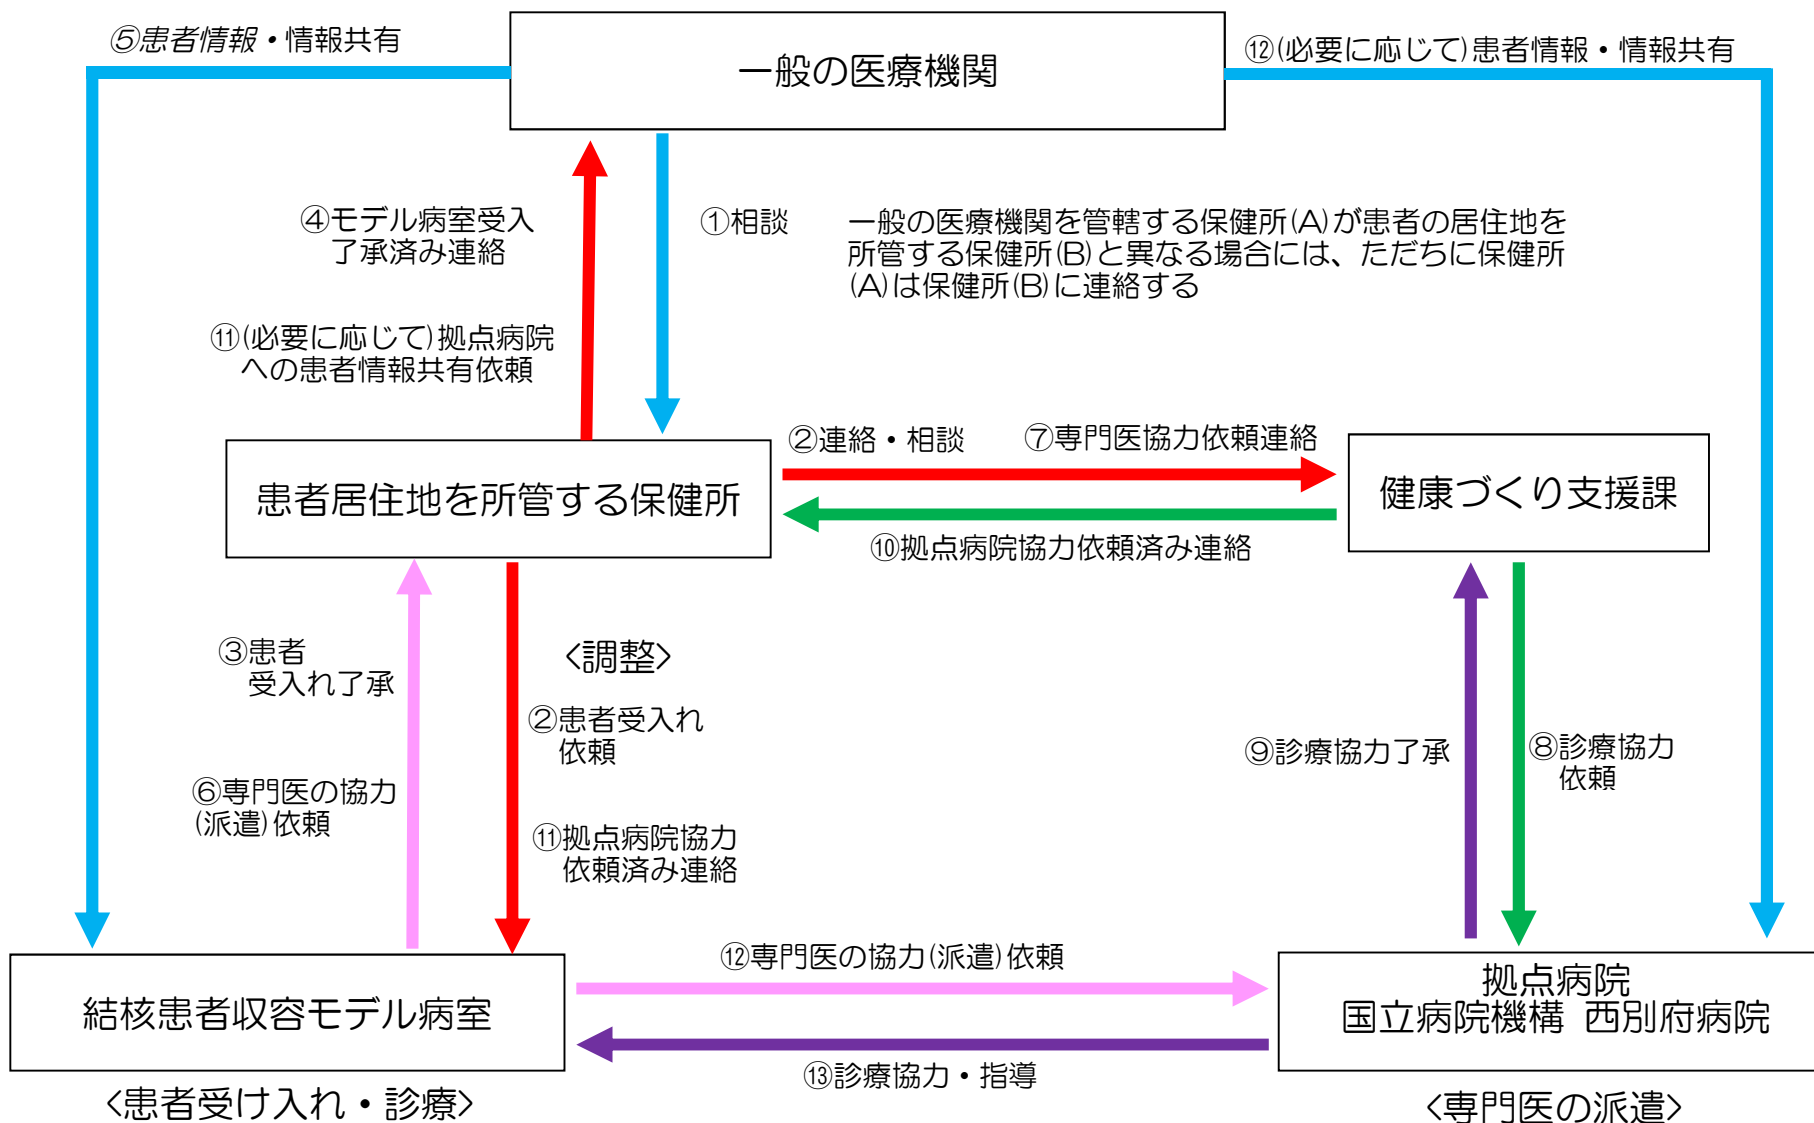 ⑤患者情報・情報共有
一般の医療機関
⑫(必要に応じて)患者情報・情報共有
④モデル病室受入
了承済み連絡
①相談
一般の医療機関を管轄する保健所(A)が患者の居住地を
所管する保健所(B)と異なる場合には、ただちに保健所
(A)は保健所(B)に連絡する
⑪(必要に応じて)拠点病院
への患者情報共有依頼
②連絡・相談
⑦専門医協力依頼連絡
患者居住地を所管する保健所
健康づくり支援課
⑩拠点病院協力依頼済み連絡
③患者
受入れ了承
<調整>
②患者受入れ
依頼
⑨診療協力了承
⑧診療協力
依頼
⑥専門医の協力
(派遣)依頼
⑪拠点病院協力
依頼済み連絡
⑫専門医の協力(派遣)依頼
結核患者収容モデル病室
拠点病院
国立病院機構 西別府病院
⑬診療協力・指導
<患者受け入れ・診療>
<専門医の派遣>